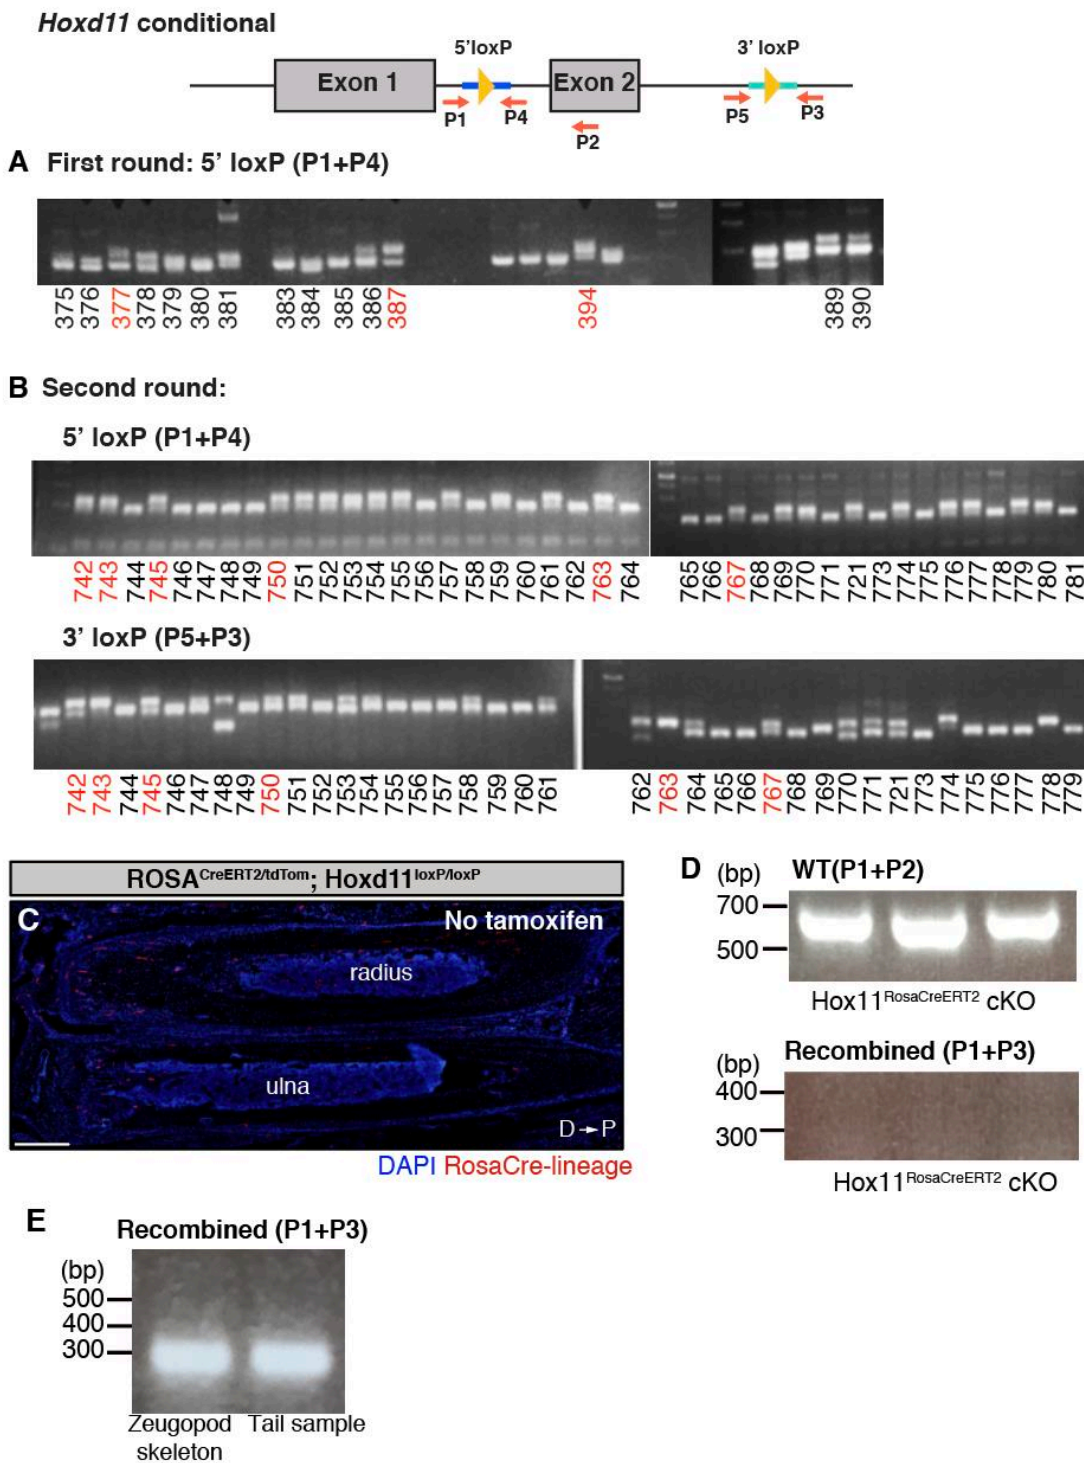 Hoxd11 conditional
5'loxP
3' loxP
Exon 1
Exon 2
P1
P4
P5
P3
P2
A First round: 5' loxP (P1+P4)
375 376 377 378 379 380 381 383 384 385 386 387 394 389 390
B Second round:
5' loxP (P1+P4)
742 743 744 745 746 747 748 749 750 751 752 753 754 755 756 757 758 759 760 761 762 763 764 765 766 767 768 769 770 771 721 773 774 775 776 777 778 779 780 781
3' loxP (P5+P3)
742 743 744 745 746 747 748 749 750 751 752 753 754 755 756 757 758 759 760 761 762 763 764 765 766 767 768 769 770 771 721 773 774 775 776 777 778 779
ROSACreERT2/tdTom; Hoxd11loxP/loxP
C
No tamoxifen
radius
ulna
D→P
DAPI RosaCre-lineage
D (bp) WT(P1+P2)
700
500
Hox11RosaCreERT2 cKO
(bp) Recombined (P1+P3)
400
300
Hox11RosaCreERT2 cKO
E Recombined (P1+P3)
(bp)
500
400
300
Zeugopod Tail sample
skeleton